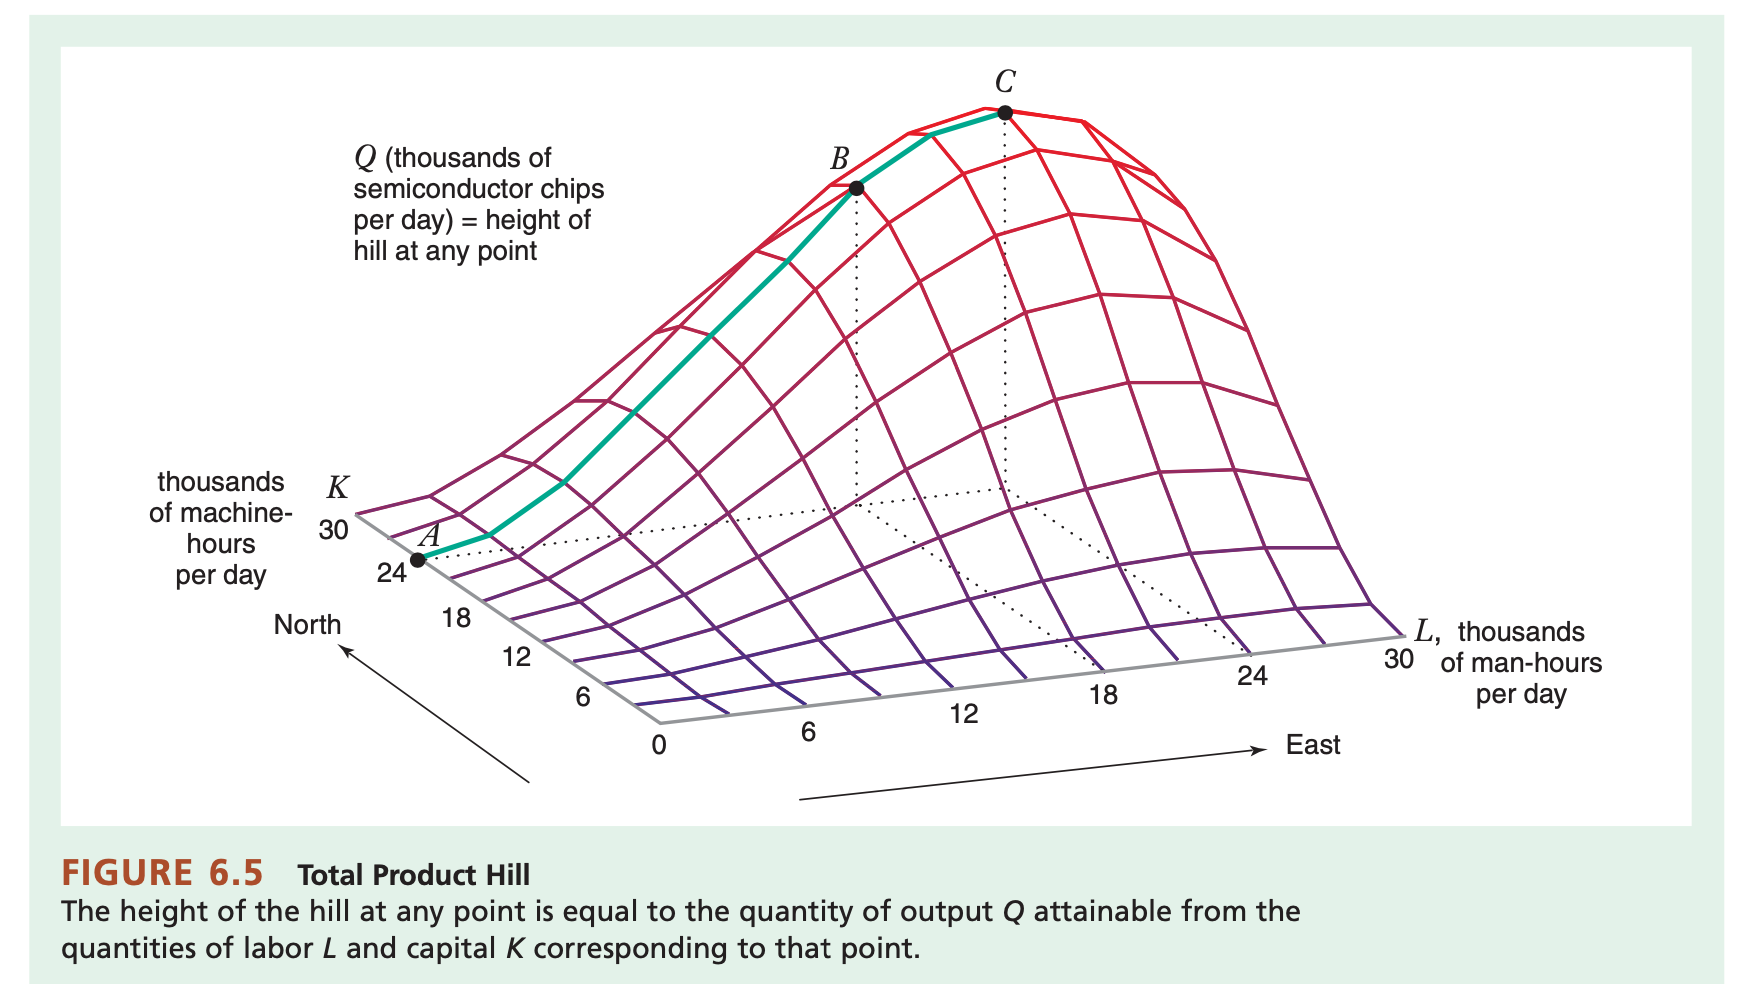 C
B
Q (thousands of
semiconductor chips
per day) = height of
hill at any point
thousands
of machine-
hours
per day
K
30
A
24
18
12
6
0
North
6
12
18
24
30
L, thousands
of man-hours
per day
East
FIGURE 6.5 Total Product Hill
The height of the hill at any point is equal to the quantity of output Q attainable from the
quantities of labor L and capital K corresponding to that point.